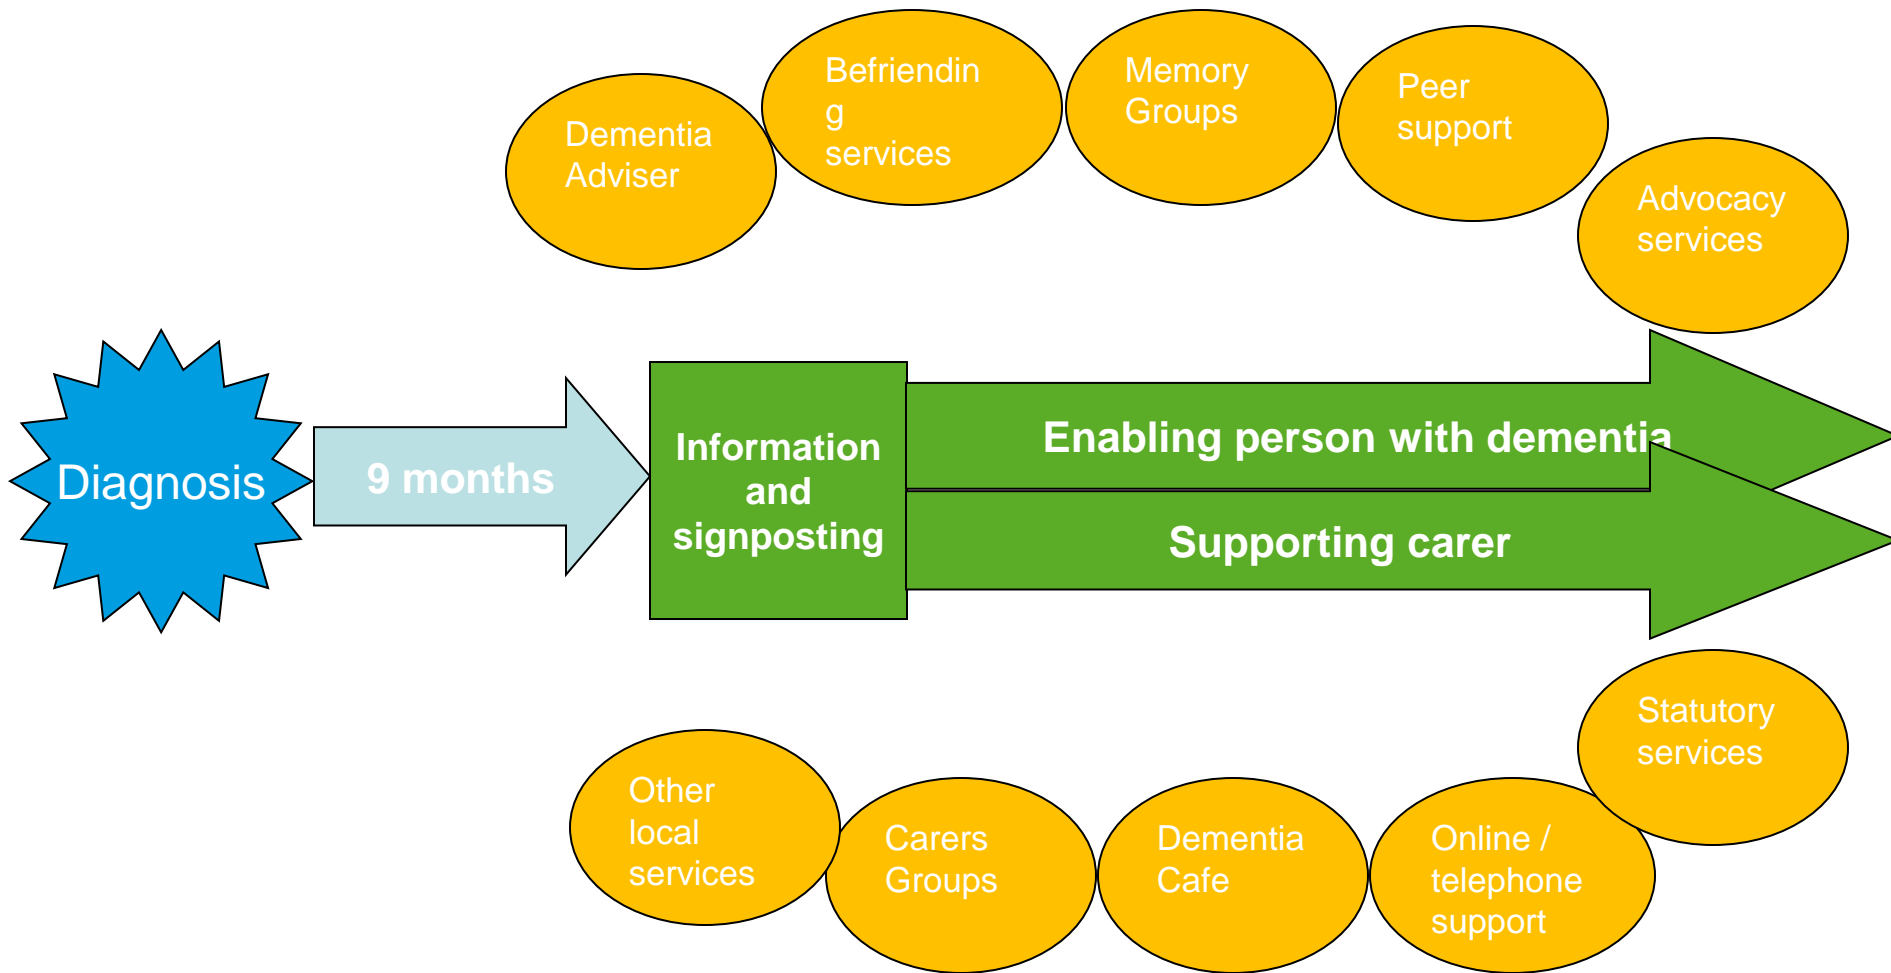 Dementia
Adviser
Befriendin
g
services
Memory
Groups
Peer
support
Advocacy
services
Diagnosis
9 months
Information
and
signposting
Enabling person with dementia
Supporting carer
Other
local
services
Carers
Groups
Dementia
Cafe
Online /
telephone
support
Statutory
services